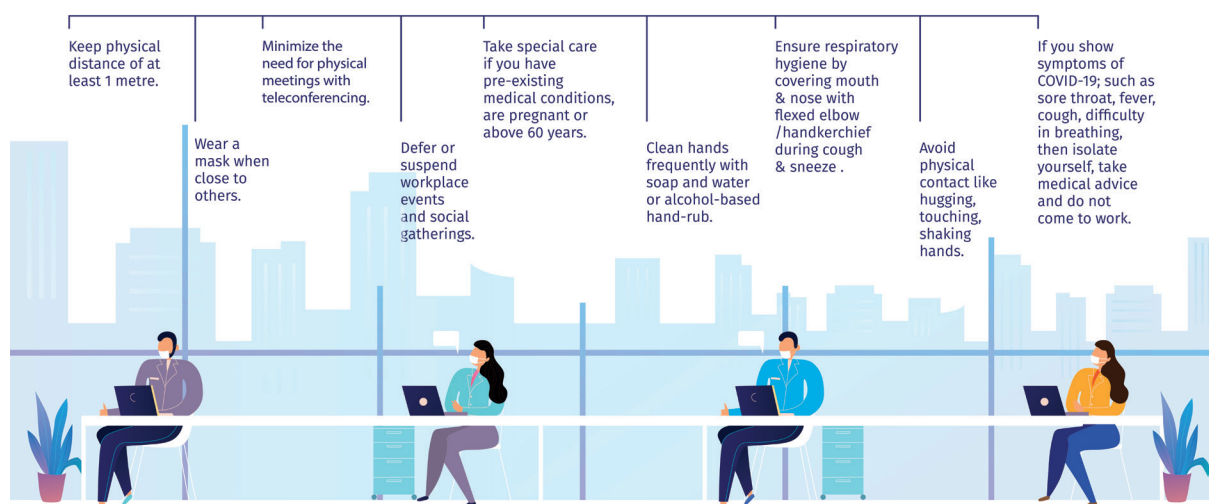 Keep physical
distance of at
least 1 metre.
Wear a
mask when
close to
others.
Minimize the
need for physical
meetings with
teleconferencing.
Defer or
suspend
workplace
events
and social
gatherings.
Take special care
if you have
pre-existing
medical conditions,
are pregnant or
above 60 years.
Clean hands
frequently with
soap and water
or alcohol-based
hand-rub.
Ensure respiratory
hygiene by
covering mouth
& nose with
flexed elbow
/handkerchief
during cough
& sneeze .
Avoid
physical
contact like
hugging,
touching,
shaking
hands.
If you show
symptoms of
COVID-19; such as
sore throat, fever,
cough, difficulty
in breathing,
then isolate
yourself, take
medical advice
and do not
come to work.